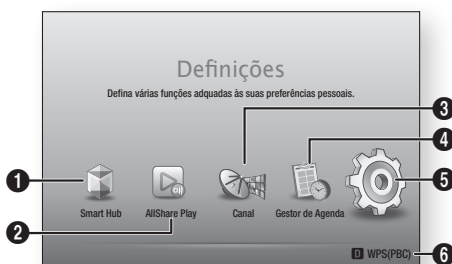 Definições
Defina várias funções adquadas às suas preferências pessoais.
3
4
1
5
Smart Hub AllShare Play Canal Gestor de Agenda
2
D WPS(PBC) 6